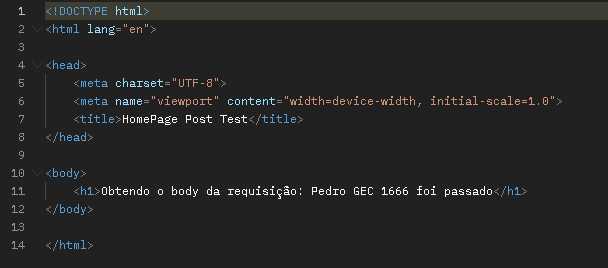 1 <!DOCTYPE html>
2 <html lang="en">
3
4 <head>
5     <meta charset="UTF-8">
6     <meta name="viewport" content="width=device-width, initial-scale=1.0">
7     <title>HomePage Post Test</title>
8 </head>
9
10 <body>
11     <h1>Obtendo o body da requisição: Pedro GEC 1666 foi passado</h1>
12 </body>
13
14 </html>